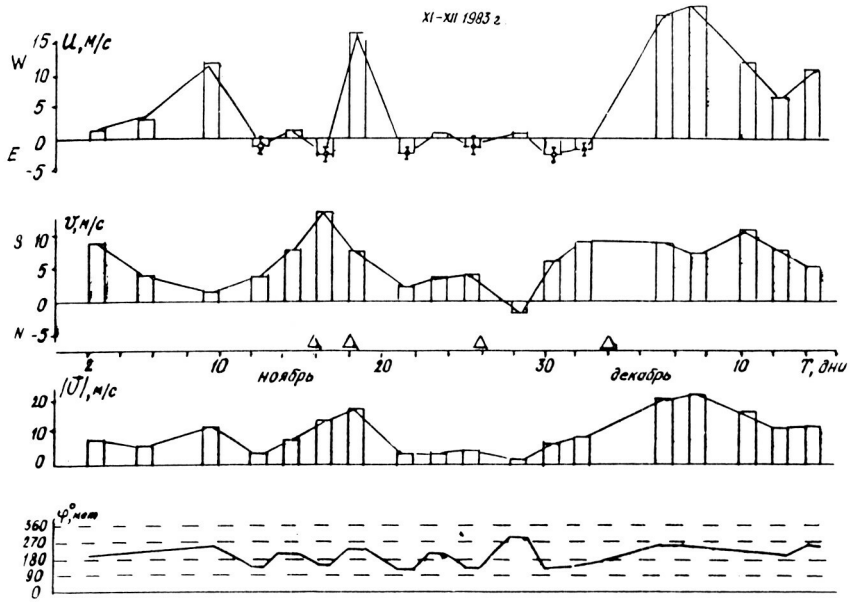 XI-XII 1983 г.
U, м/с
15
W 10
5
0
E
-5
V, м/с
S 10
5
0
N -5
2 10 20 30 10 T, дни
ноябрь декабрь
|V|, м/с
20
10
0
φ,°мат
360
270
180
90
0